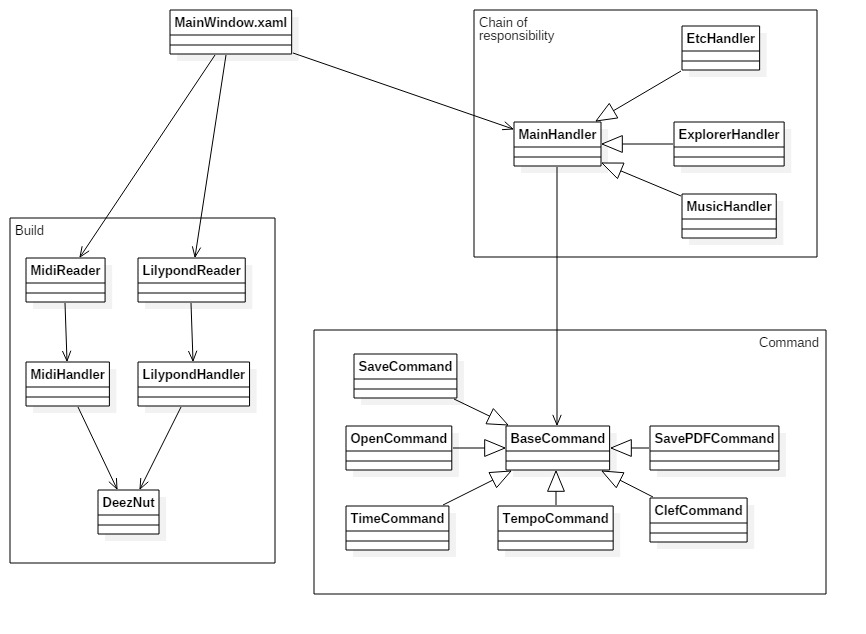 MainWindow.xaml
Chain of
responsibility
EtcHandler
MainHandler
ExplorerHandler
MusicHandler
Build
MidiReader
LilypondReader
MidiHandler
LilypondHandler
DeezNut
Command
SaveCommand
OpenCommand
BaseCommand
SavePDFCommand
TimeCommand
TempoCommand
ClefCommand